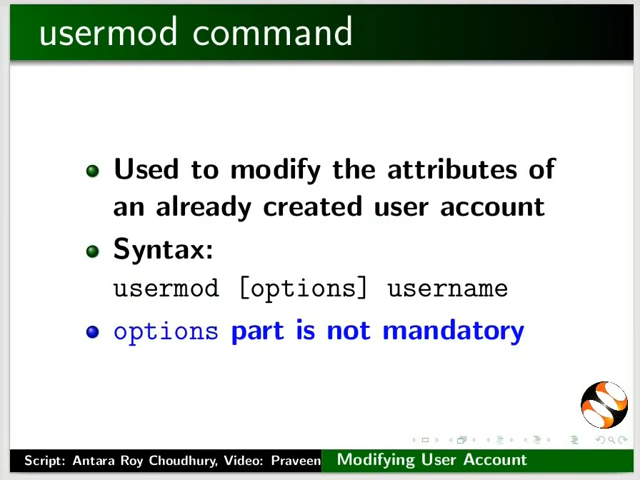 usermod command
Used to modify the attributes of
an already created user account
Syntax:
usermod [options] username
options part is not mandatory
Script: Antara Roy Choudhury, Video: Praveen
Modifying User Account